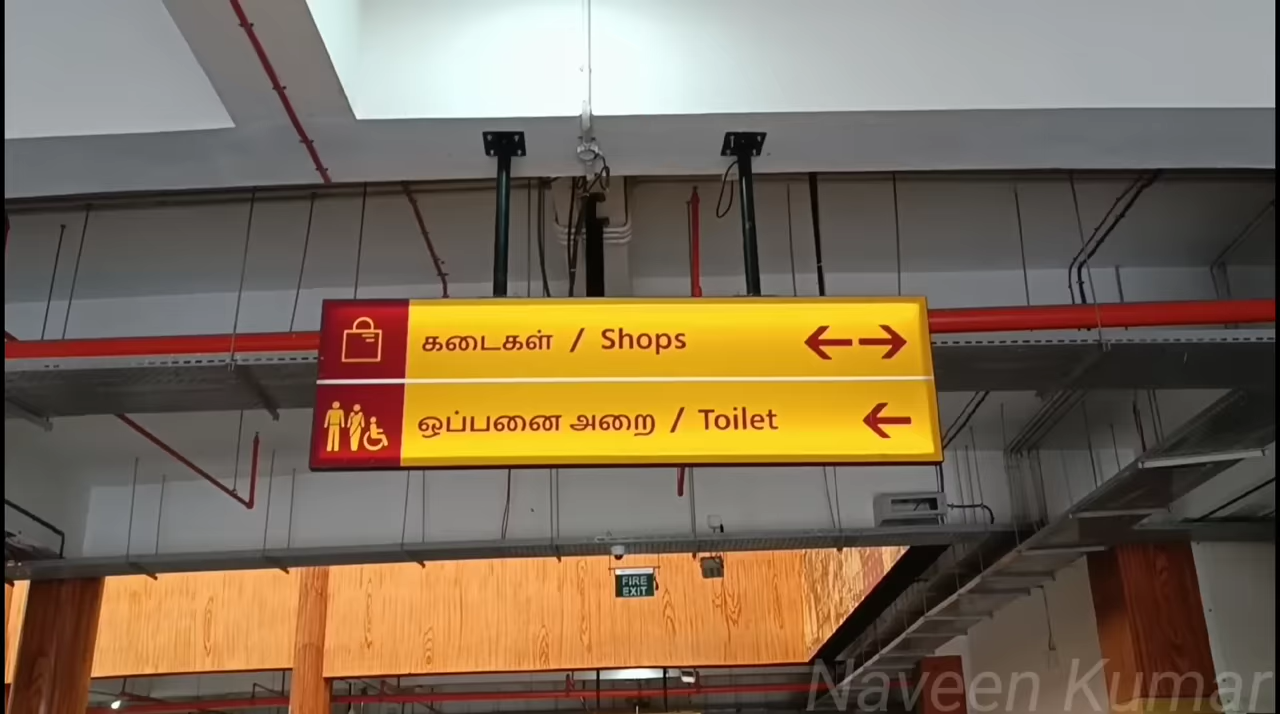 கடைகள் / Shops
ஒப்பனை அறை / Toilet
FIRE
EXIT
Naveen Kumar